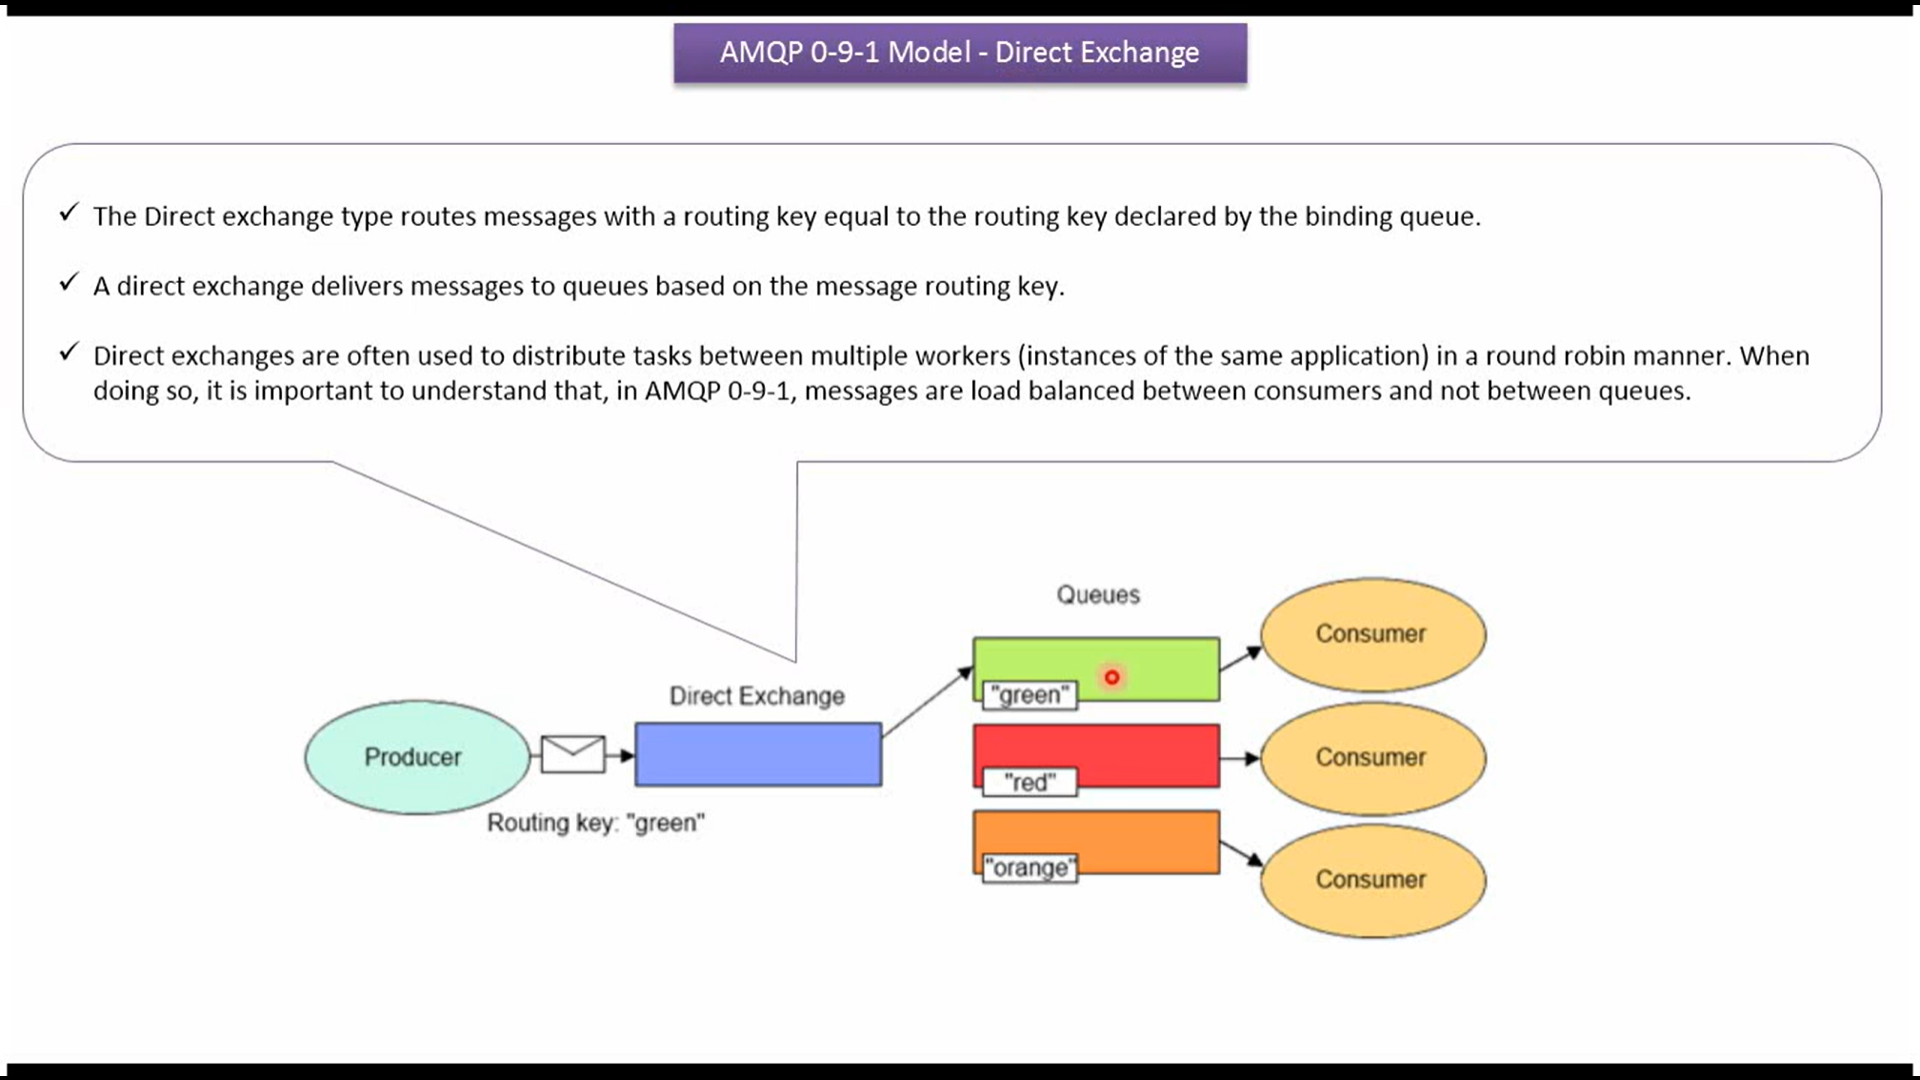 AMQP 0-9-1 Model - Direct Exchange
✓ The Direct exchange type routes messages with a routing key equal to the routing key declared by the binding queue.
✓ A direct exchange delivers messages to queues based on the message routing key.
✓ Direct exchanges are often used to distribute tasks between multiple workers (instances of the same application) in a round robin manner. When
doing so, it is important to understand that, in AMQP 0-9-1, messages are load balanced between consumers and not between queues.
Queues
Consumer
"green"
Direct Exchange
Producer
Consumer
"red"
Routing key: "green"
"orange"
Consumer